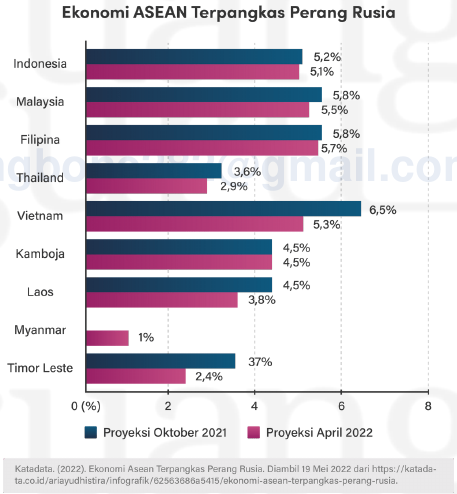 Ekonomi ASEAN Terpangkas Perang Rusia
Indonesia
5,2%
5,1%
Malaysia
5,8%
5,5%
Filipina
5,8%
5,7%
Thailand
3,6%
2,9%
Vietnam
6,5%
5,3%
Kamboja
4,5%
4,5%
Laos
4,5%
3,8%
Myanmar
1%
Timor Leste
37%
2,4%
0 (%) 2 4 6 8
Proyeksi Oktober 2021 Proyeksi April 2022
Katadata. (2022). Ekonomi Asean Terpangkas Perang Rusia. Diambil 19 Mei 2022 dari https://katada-
ta.co.id/ariayudhistira/infografik/62563686a5415/ekonomi-asean-terpangkas-perang-rusia.